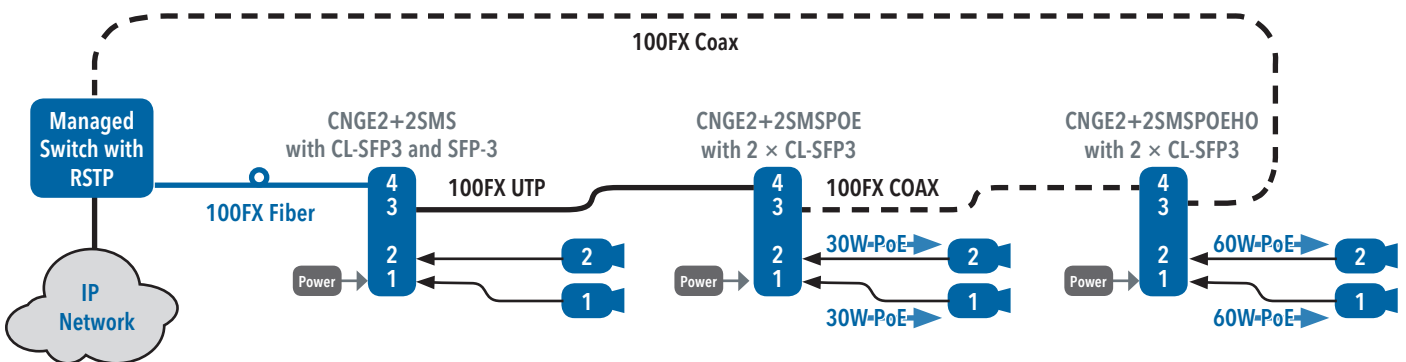 100FX Coax
Managed
Switch with
RSTP
100FX Fiber
IP
Network
CNGE2+2SMS
with CL-SFP3 and SFP-3
4
3
2
1
Power
100FX UTP
2
1
CNGE2+2SMSPOE
with 2 × CL-SFP3
4
3
2
1
Power
100FX COAX
30W-PoE
2
1
30W-PoE
CNGE2+2SMSPOEHO
with 2 × CL-SFP3
4
3
2
1
Power
60W-PoE
2
1
60W-PoE